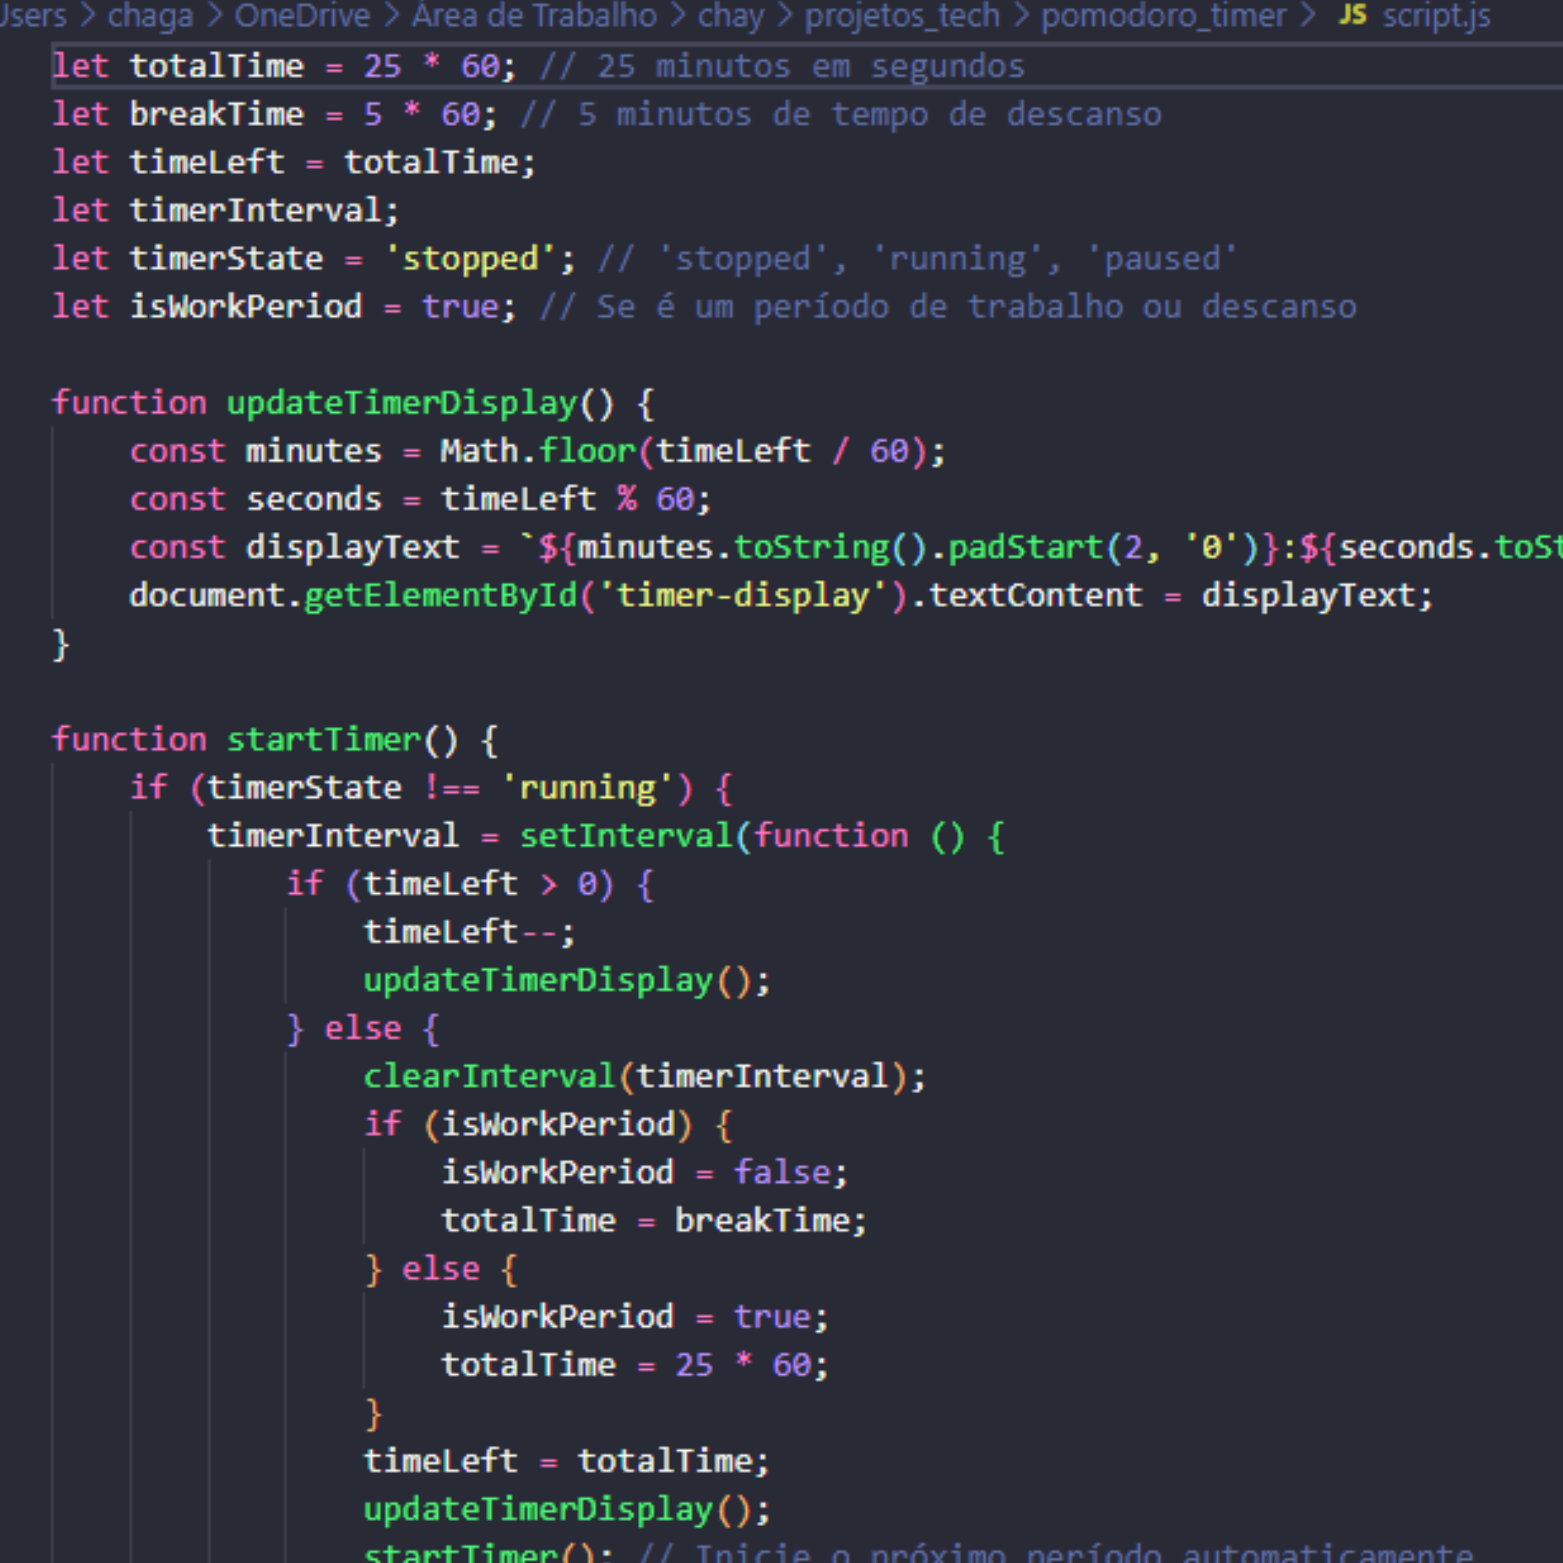 Users > chaga > OneDrive > Área de Trabalho > chay > projetos_tech > pomodoro_timer > JS script.js
let totalTime = 25 * 60; // 25 minutos em segundos
let breakTime = 5 * 60; // 5 minutos de tempo de descanso
let timeLeft = totalTime;
let timerInterval;
let timerState = 'stopped'; // 'stopped', 'running', 'paused'
let isWorkPeriod = true; // Se é um período de trabalho ou descanso
function updateTimerDisplay() {
const minutes = Math.floor(timeLeft / 60);
const seconds = timeLeft % 60;
const displayText = `${minutes.toString().padStart(2, '0')}:${seconds.toSt
document.getElementById('timer-display').textContent = displayText;
}
function startTimer() {
if (timerState !== 'running') {
timerInterval = setInterval(function () {
if (timeLeft > 0) {
timeLeft--;
updateTimerDisplay();
} else {
clearInterval(timerInterval);
if (isWorkPeriod) {
isWorkPeriod = false;
totalTime = breakTime;
} else {
isWorkPeriod = true;
totalTime = 25 * 60;
}
timeLeft = totalTime;
updateTimerDisplay();
startTimer(); // Inicie o próximo período automaticamente